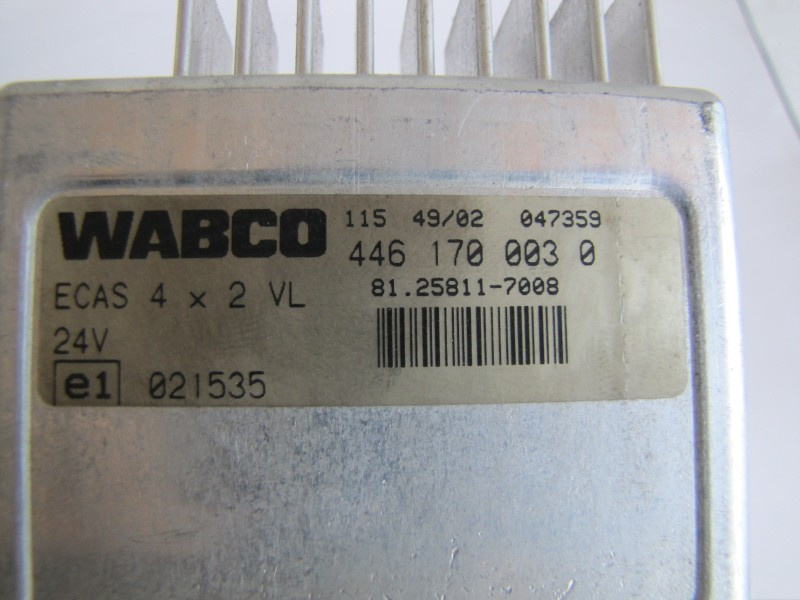 WABCO 115 49/02 047359
446 170 003 0
ECAS 4 x 2 VL 81.25811-7008
24V
e1 021535